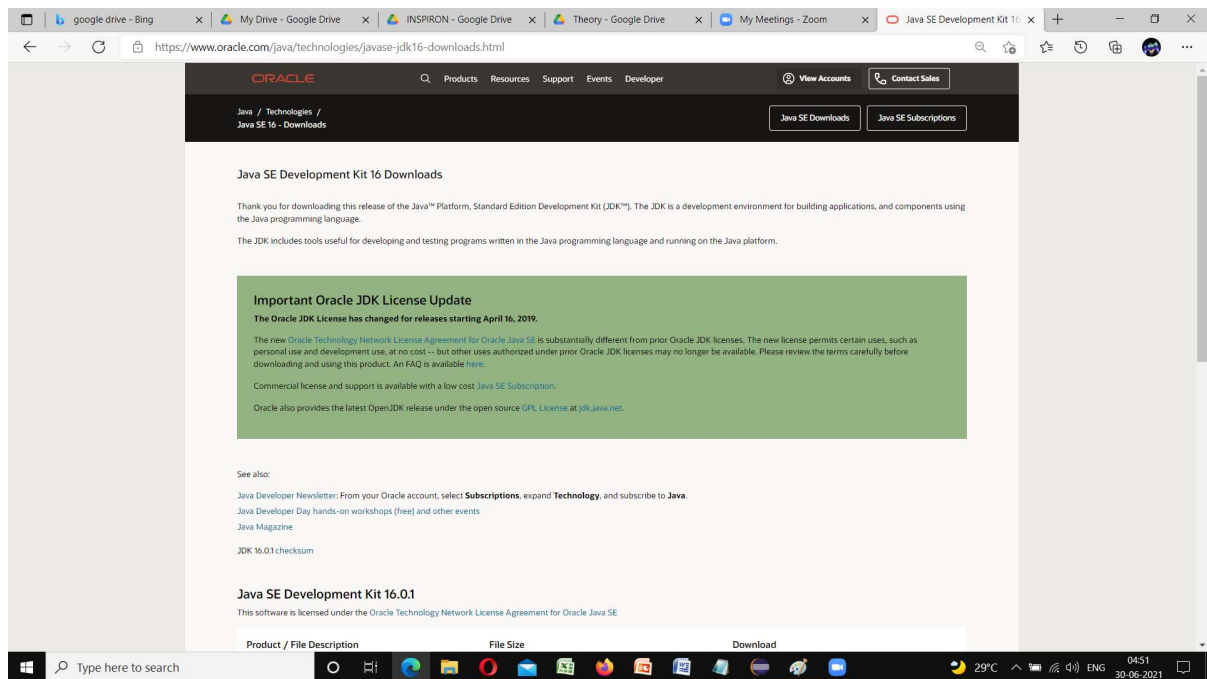 google drive - Bing
My Drive - Google Drive
INSPIRON - Google Drive
Theory - Google Drive
My Meetings - Zoom
Java SE Development Kit 16
https://www.oracle.com/java/technologies/javase-jdk16-downloads.html
ORACLE
Products Resources Support Events Developer
View Accounts
Contact Sales
Java / Technologies /
Java SE 16 - Downloads
Java SE Downloads
Java SE Subscriptions
Java SE Development Kit 16 Downloads
Thank you for downloading this release of the Java™ Platform, Standard Edition Development Kit (JDK™). The JDK is a development environment for building applications, and components using
the Java programming language.
The JDK includes tools useful for developing and testing programs written in the Java programming language and running on the Java platform.
Important Oracle JDK License Update
The Oracle JDK License has changed for releases starting April 16, 2019.
The new Oracle Technology Network License Agreement for Oracle Java SE is substantially different from prior Oracle JDK licenses. The new license permits certain uses, such as
personal use and development use, at no cost -- but other uses authorized under prior Oracle JDK licenses may no longer be available. Please review the terms carefully before
downloading and using this product. An FAQ is available here.
Commercial license and support is available with a low cost Java SE Subscription.
Oracle also provides the latest OpenJDK release under the open source GPL License at jdk.java.net.
See also:
Java Developer Newsletter: From your Oracle account, select Subscriptions, expand Technology, and subscribe to Java.
Java Developer Day hands-on workshops (free) and other events
Java Magazine
JDK 16.0.1 checksum
Java SE Development Kit 16.0.1
This software is licensed under the Oracle Technology Network License Agreement for Oracle Java SE
Product / File Description File Size Download
Type here to search
29°C
ENG
04:51
30-06-2021